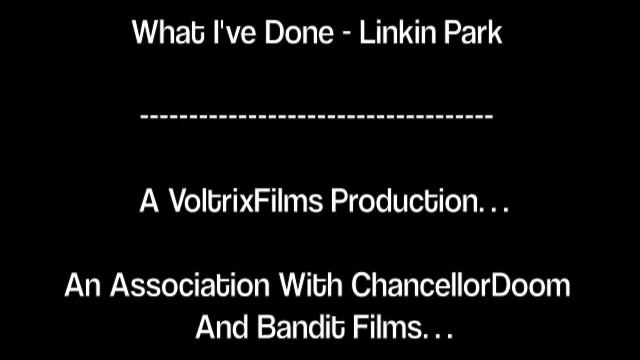 What I've Done - Linkin Park
------------------------------------
A VoltrixFilms Production...
An Association With ChancellorDoom
And Bandit Films...